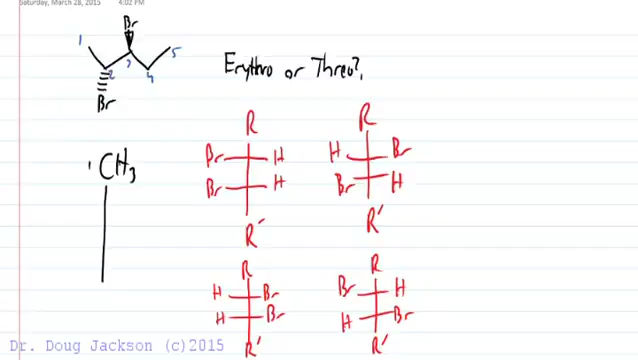 Saturday, March 28, 2015 4:02 PM
Br
1
5
3
2
4
Br
Erythro or Threo?,
R
R
Br H
H Br
Br H
Br H
'CH3
R'
R'
R
R
H Br
Br H
H Br
H Br
R'
R'
Dr. Doug Jackson (c)2015